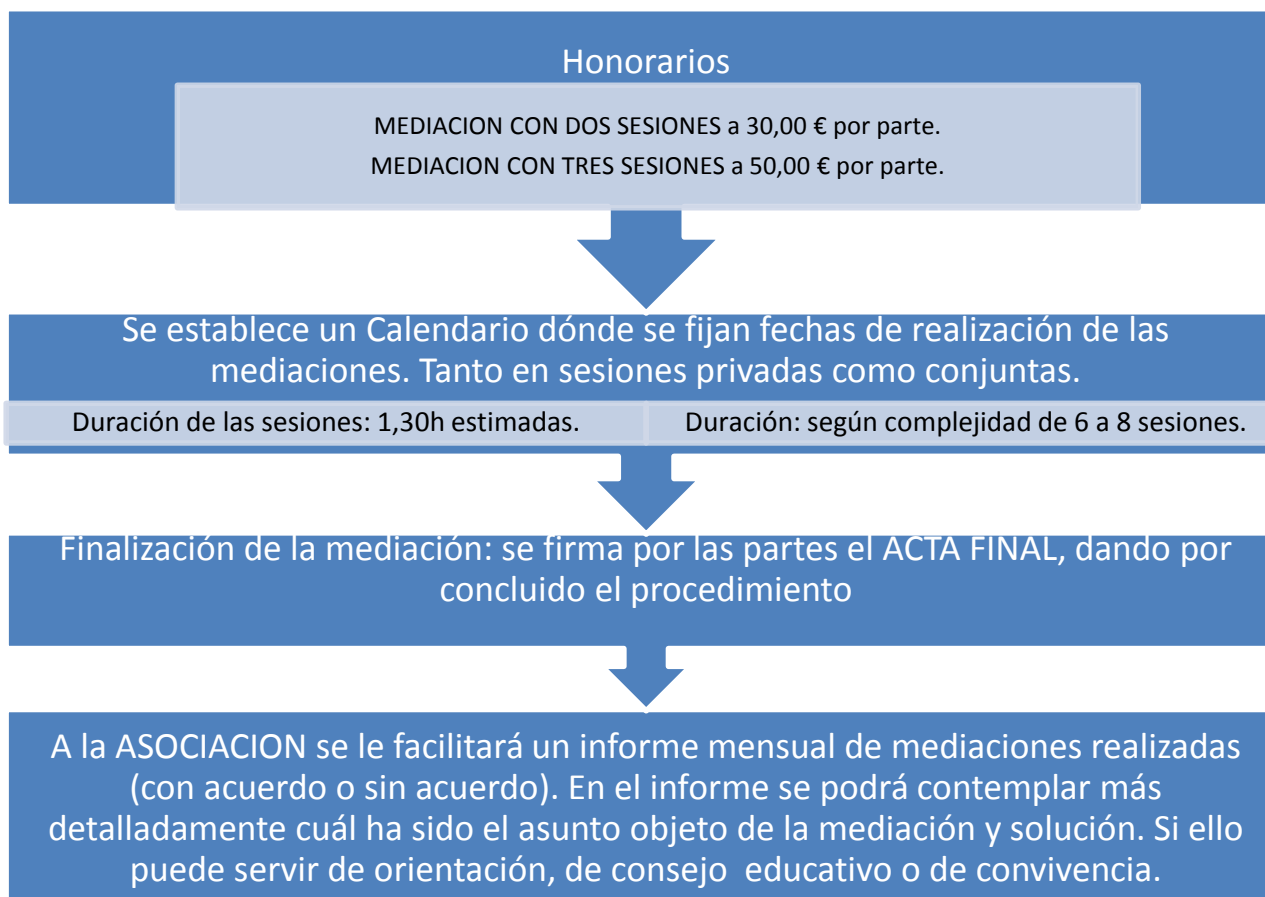 Honorarios
MEDIACION CON DOS SESIONES a 30,00 € por parte.
MEDIACION CON TRES SESIONES a 50,00 € por parte.
Se establece un Calendario dónde se fijan fechas de realización de las
mediaciones. Tanto en sesiones privadas como conjuntas.
Duración de las sesiones: 1,30h estimadas.
Duración: según complejidad de 6 a 8 sesiones.
Finalización de la mediación: se firma por las partes el ACTA FINAL, dando por
concluido el procedimiento
A la ASOCIACION se le facilitará un informe mensual de mediaciones realizadas
(con acuerdo o sin acuerdo). En el informe se podrá contemplar más
detalladamente cuál ha sido el asunto objeto de la mediación y solución. Si ello
puede servir de orientación, de consejo  educativo o de convivencia.